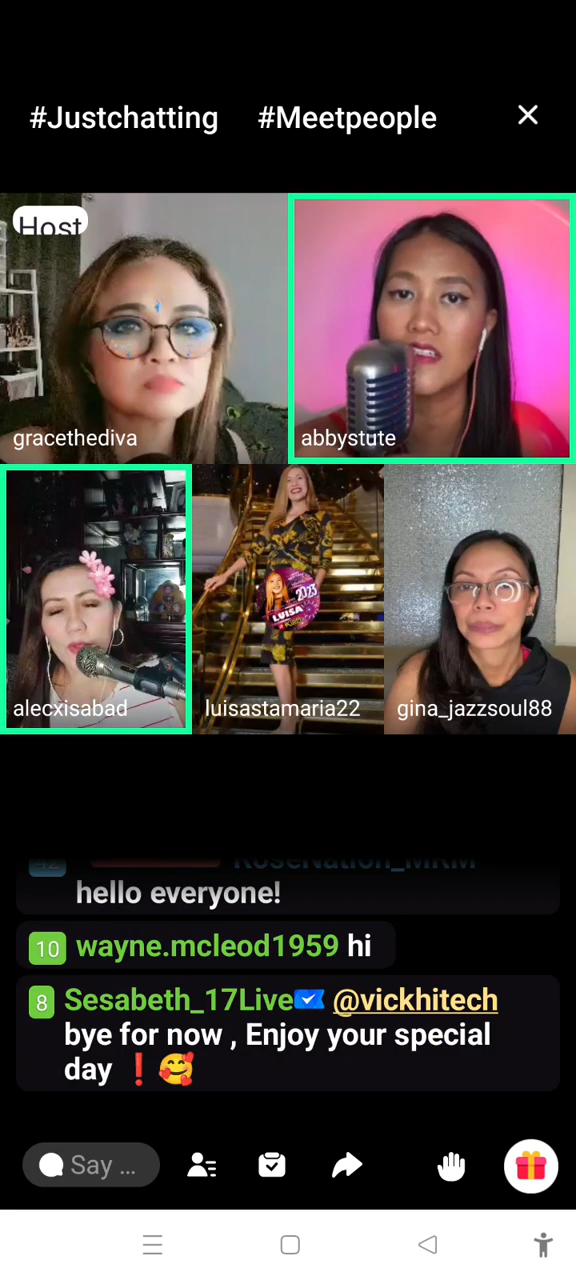 #Justchatting #Meetpeople
Host
gracethediva
abbystute
2023
LUISA
alecxisabad
luisastamaria22
gina_jazzsoul88
hello everyone!
10 wayne.mcleod1959 hi
8 Sesabeth_17Live @vickhitech
bye for now , Enjoy your special
day ❗🥰
Say ...